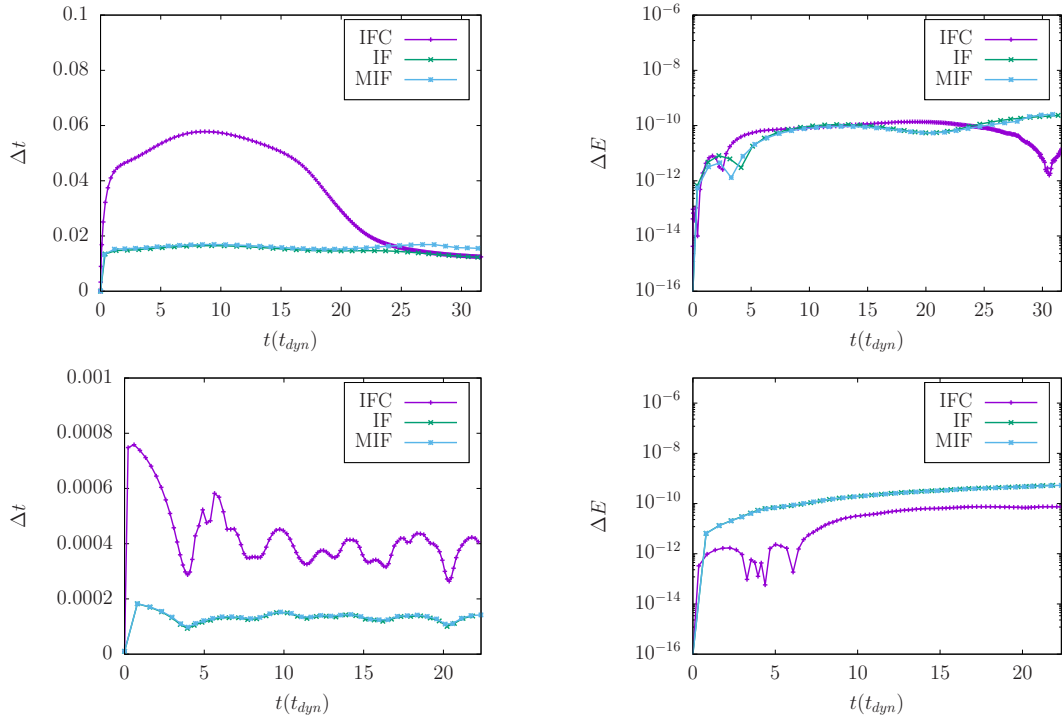 0.1
0.08
0.06
0.04
0.02
0
Δt
0 5 10 15 20 25 30
t(t_dyn)
IFC
IF
MIF
10^−6
10^−8
10^−10
10^−12
10^−14
10^−16
ΔE
0 5 10 15 20 25 30
t(t_dyn)
IFC
IF
MIF
0.001
0.0008
0.0006
0.0004
0.0002
0
Δt
0 5 10 15 20
t(t_dyn)
IFC
IF
MIF
10^−6
10^−8
10^−10
10^−12
10^−14
10^−16
ΔE
0 5 10 15 20
t(t_dyn)
IFC
IF
MIF